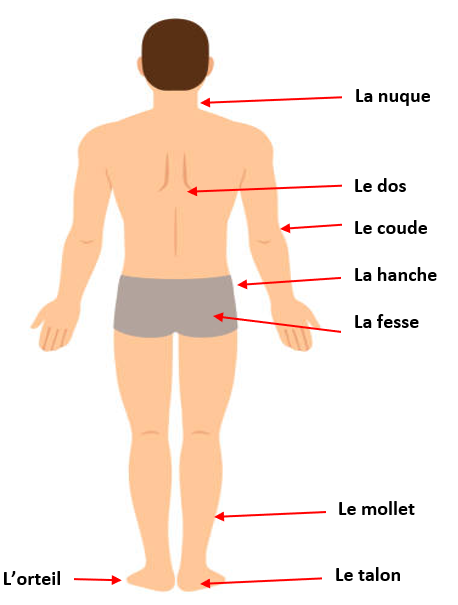 La nuque
Le dos
Le coude
La hanche
La fesse
Le mollet
L’orteil
Le talon